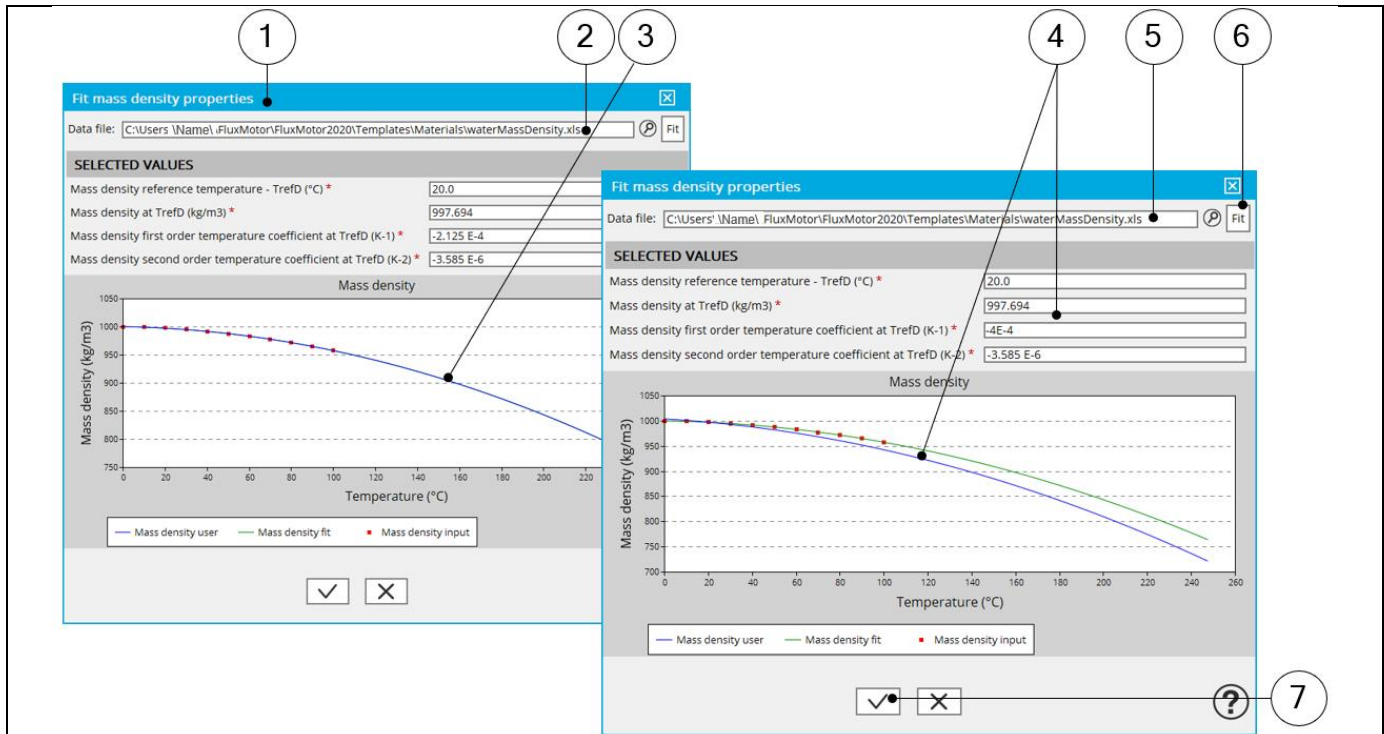 1
2
3
4
5
6
Fit mass density properties
Data file: C:\Users \Name\ \FluxMotor\FluxMotor2020\Templates\Materials\waterMassDensity.xls Fit
SELECTED VALUES
Mass density reference temperature - TrefD (°C) * 20.0
Mass density at TrefD (kg/m3) * 997.694
Mass density first order temperature coefficient at TrefD (K-1) * -2.125 E-4
Mass density second order temperature coefficient at TrefD (K-2) * -3.585 E-6
Mass density
Mass density (kg/m3)
1050
1000
950
900
850
800
750
0 20 40 60 80 100 120 140 160 180 200 220
Temperature (°C)
Mass density user Mass density fit Mass density input
Fit mass density properties
Data file: C:\Users' \Name\ FluxMotor\FluxMotor2020\Templates\Materials\waterMassDensity.xls Fit
SELECTED VALUES
Mass density reference temperature - TrefD (°C) * 20.0
Mass density at TrefD (kg/m3) * 997.694
Mass density first order temperature coefficient at TrefD (K-1) * -4E-4
Mass density second order temperature coefficient at TrefD (K-2) * -3.585 E-6
Mass density
Mass density (kg/m3)
1050
1000
950
900
850
800
750
700
0 20 40 60 80 100 120 140 160 180 200 220 240 260
Temperature (°C)
Mass density user Mass density fit Mass density input
?
7